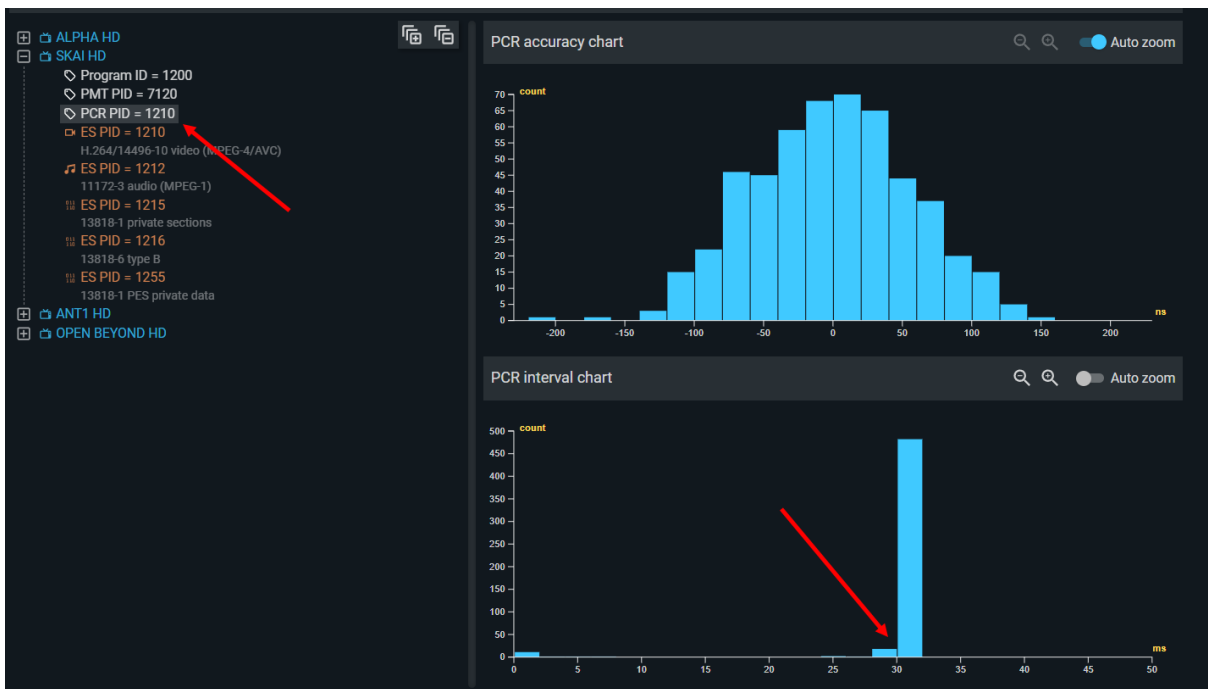 ALPHA HD
SKAI HD
Program ID = 1200
PMT PID = 7120
PCR PID = 1210
ES PID = 1210
H.264/14496-10 video (MPEG-4/AVC)
ES PID = 1212
11172-3 audio (MPEG-1)
ES PID = 1215
13818-1 private sections
ES PID = 1216
13818-6 type B
ES PID = 1255
13818-1 PES private data
ANT1 HD
OPEN BEYOND HD
PCR accuracy chart
Auto zoom
count
70
65
60
55
50
45
40
35
30
25
20
15
10
5
0
ns
-200 -150 -100 -50 0 50 100 150 200
PCR interval chart
Auto zoom
count
500
450
400
350
300
250
200
150
100
50
0
ms
0 5 10 15 20 25 30 35 40 45 50